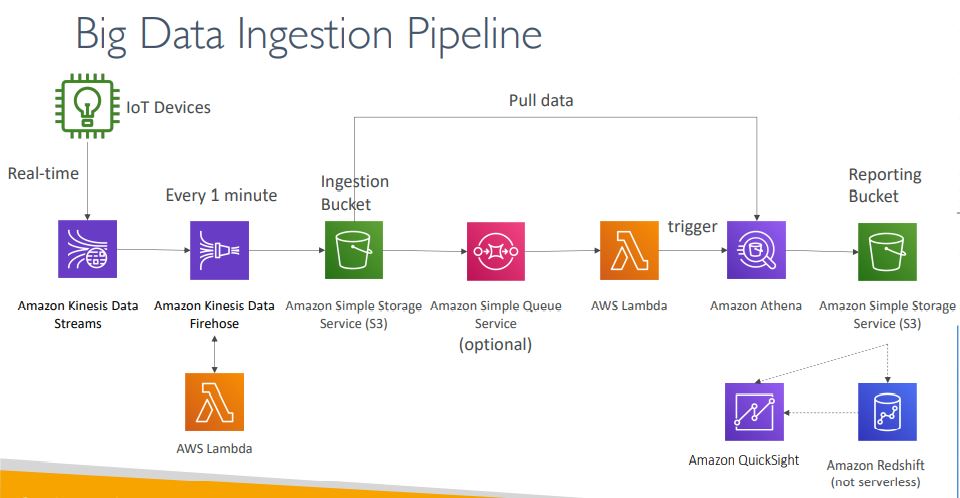 Big Data Ingestion Pipeline
IoT Devices
Pull data
Real-time
Every 1 minute
Ingestion
Bucket
trigger
Reporting
Bucket
Amazon Kinesis Data
Streams
Amazon Kinesis Data
Firehose
Amazon Simple Storage
Service (S3)
Amazon Simple Queue
Service
(optional)
AWS Lambda
Amazon Athena
Amazon Simple Storage
Service (S3)
AWS Lambda
Amazon QuickSight
Amazon Redshift
(not serverless)